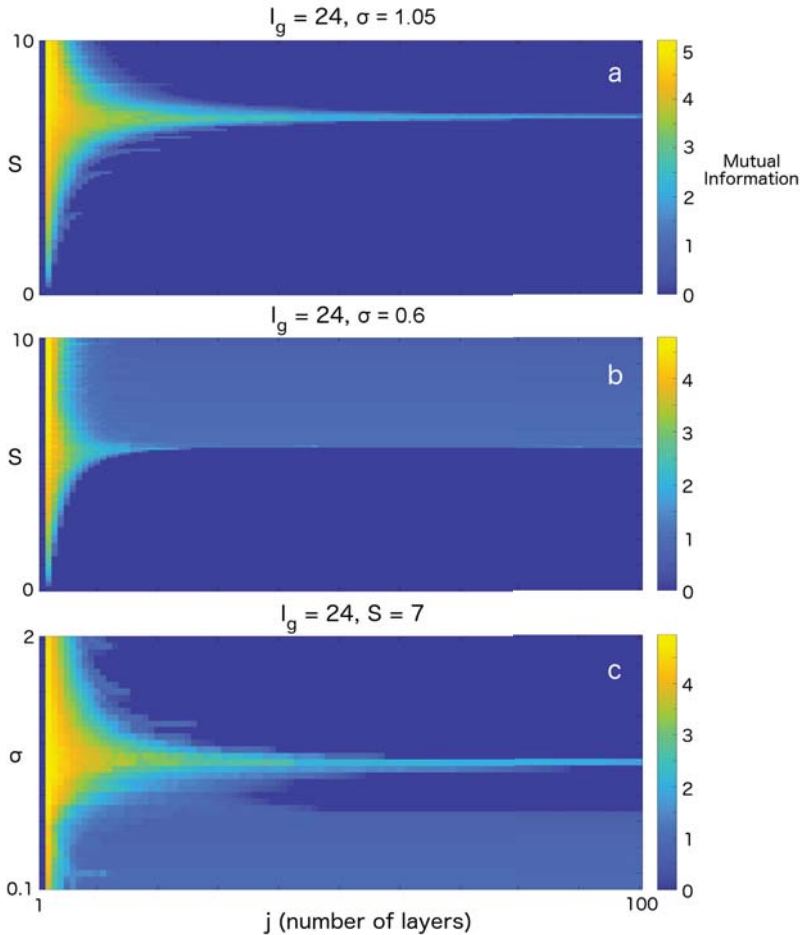 I_g = 24, σ = 1.05
10
S
0
a
5
4
3
2
1
0
Mutual
Information
I_g = 24, σ = 0.6
10
S
0
b
4
3
2
1
0
I_g = 24, S = 7
2
σ
0.1
c
4
3
2
1
0
1
100
j (number of layers)